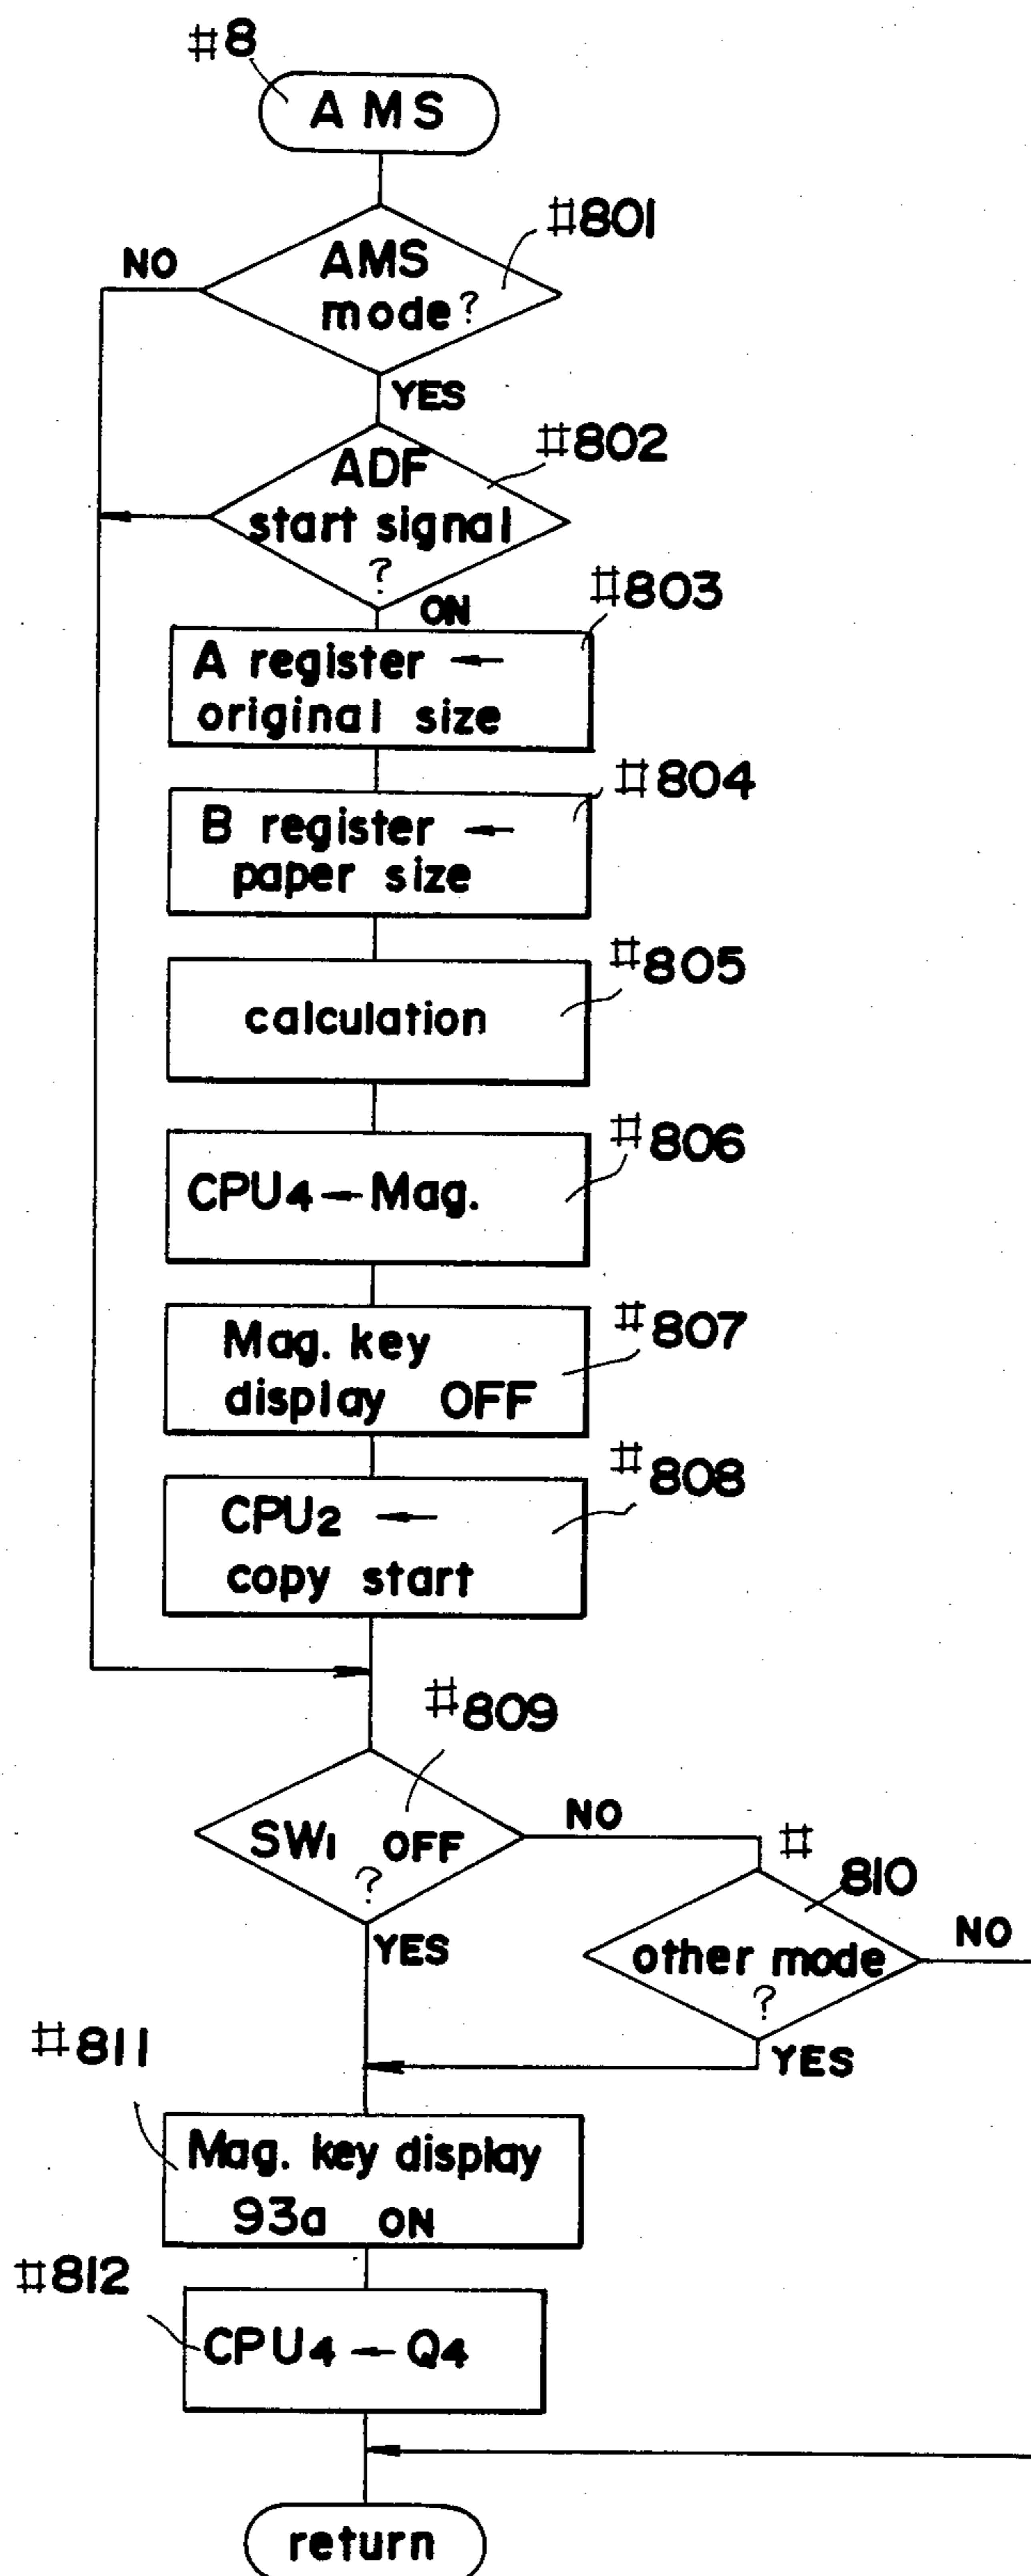 #8
AMS
#801
NO
AMS
mode?
YES
#802
ADF
start signal
?
ON
#803
A register ←
original size
#804
B register ←
paper size
#805
calculation
#806
CPU4 ← Mag.
#807
Mag. key
display OFF
#808
CPU2 ←
copy start
#809
SW1 OFF
?
NO
YES
#
810
other mode
?
NO
YES
#811
Mag. key display
93a ON
#812
CPU4 ← Q4
return